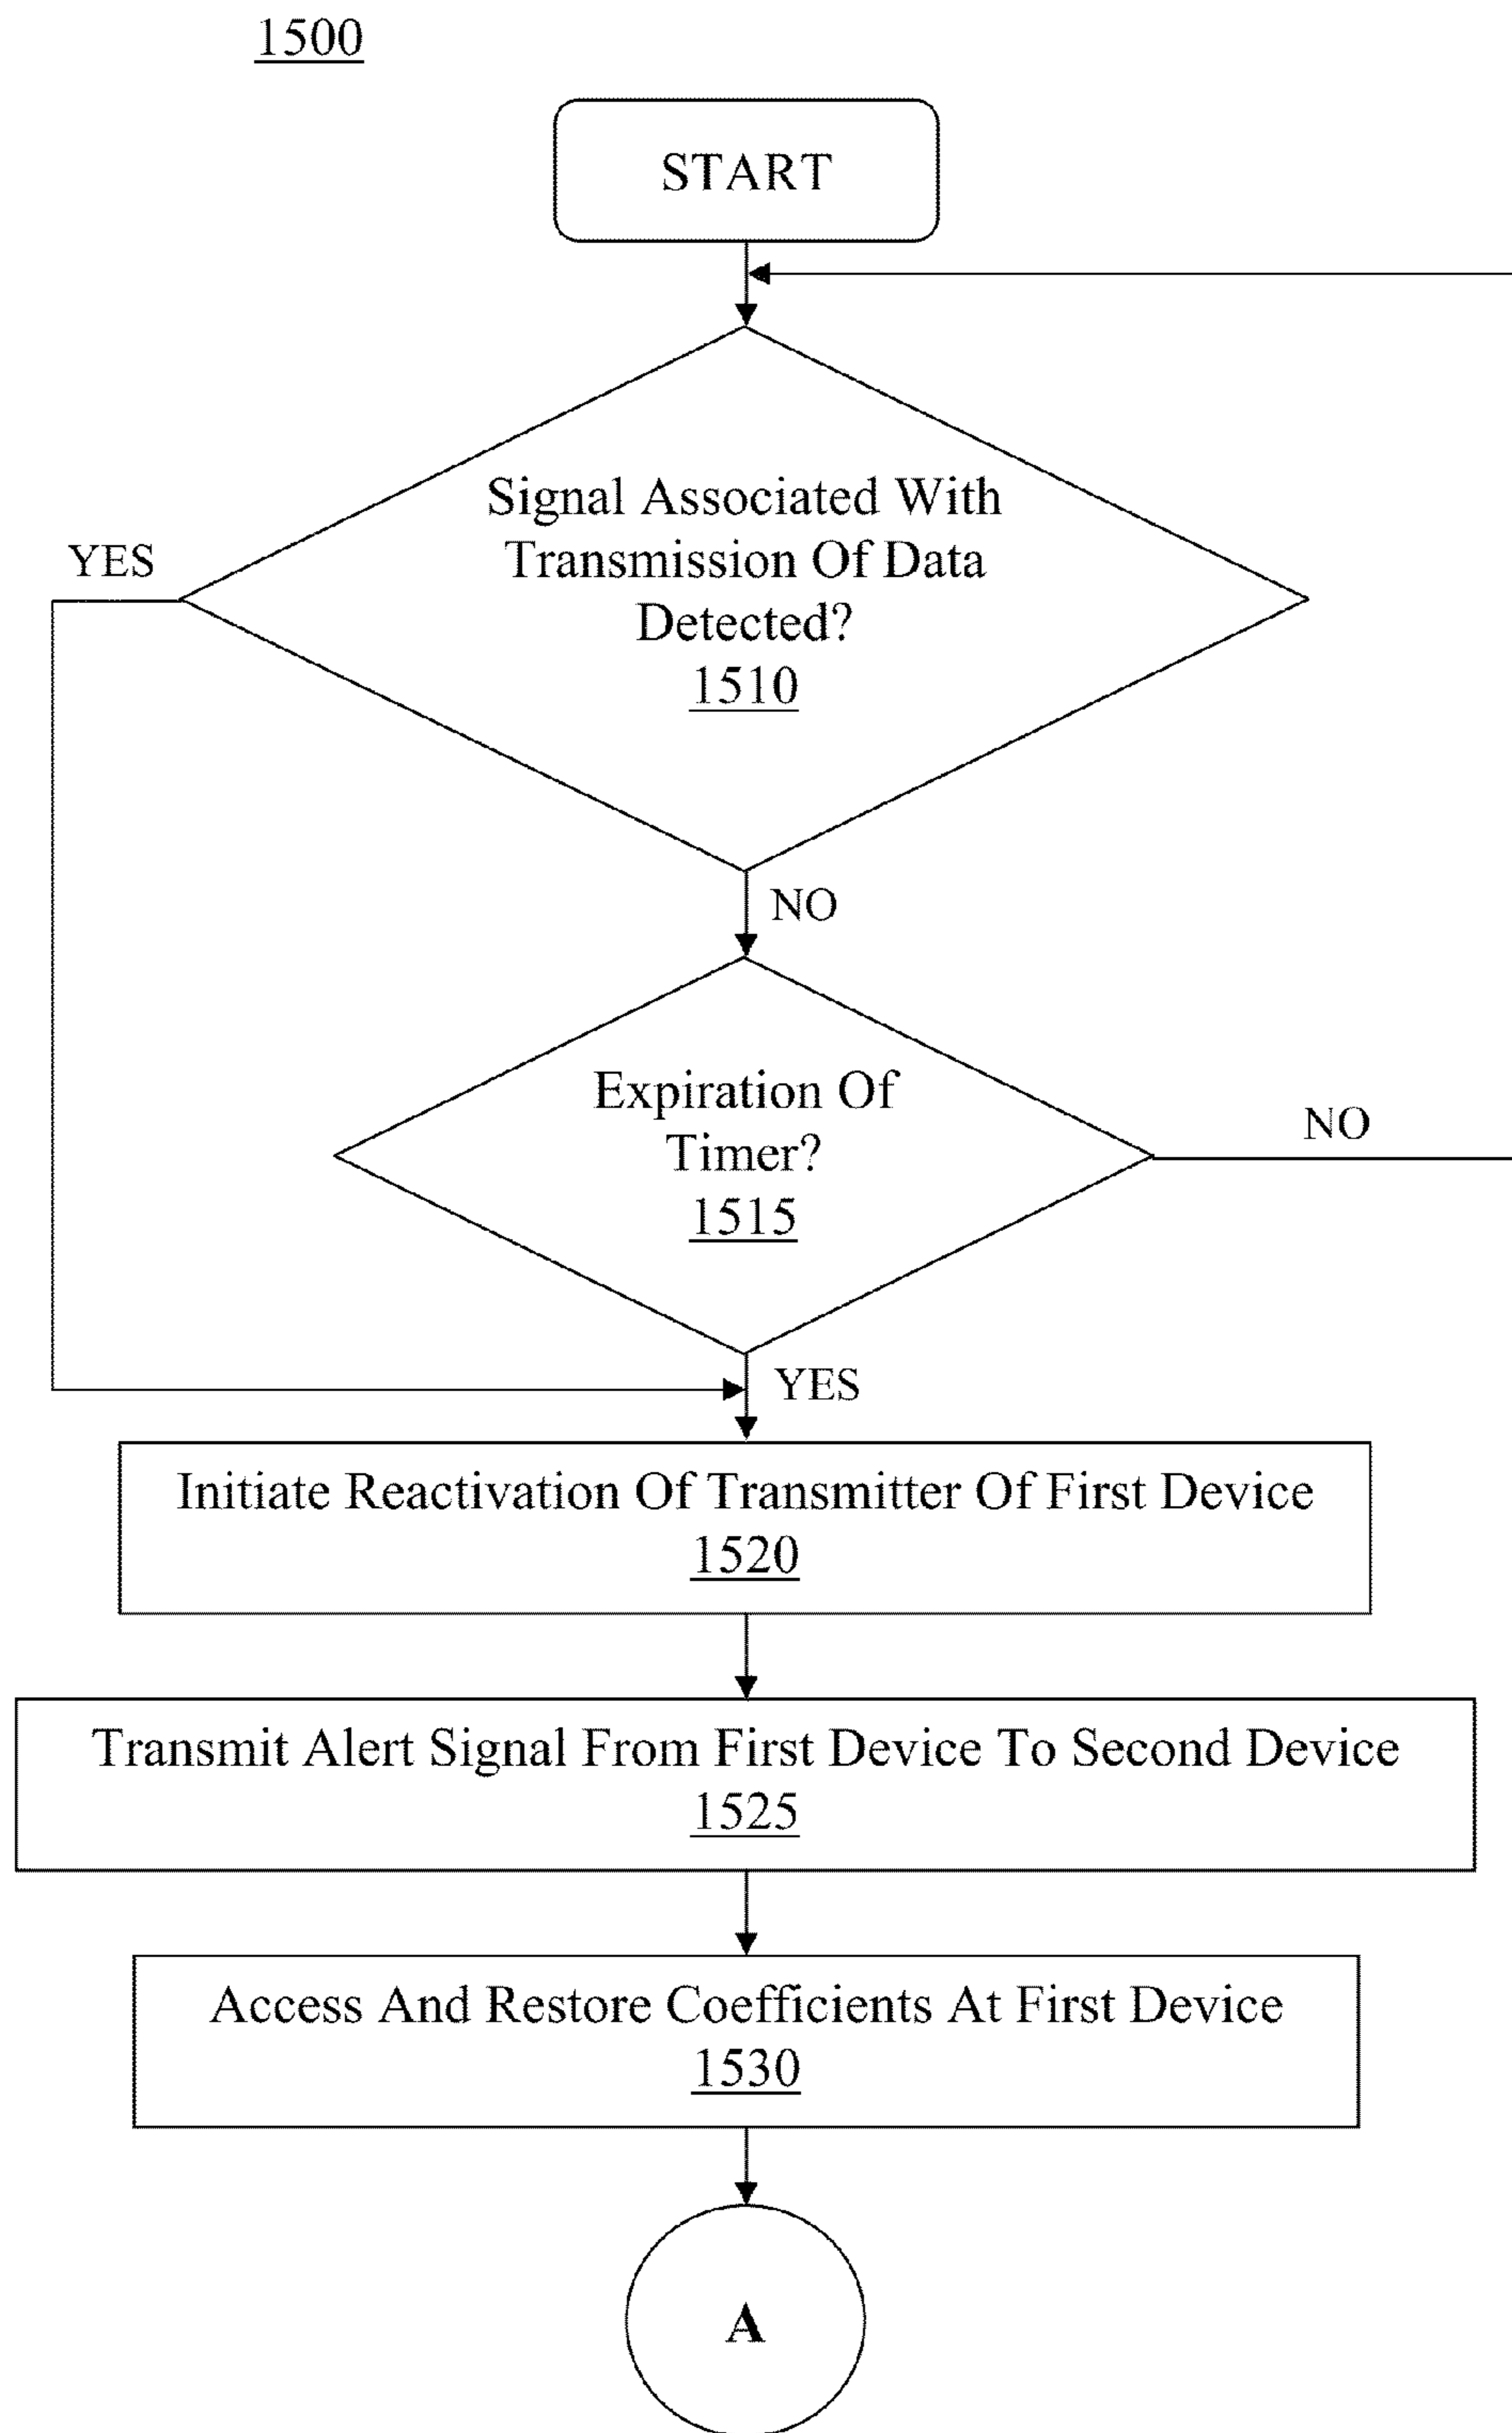 1500
START
Signal Associated With
Transmission Of Data
Detected?
1510
YES
NO
Expiration Of
Timer?
1515
NO
YES
Initiate Reactivation Of Transmitter Of First Device
1520
Transmit Alert Signal From First Device To Second Device
1525
Access And Restore Coefficients At First Device
1530
A